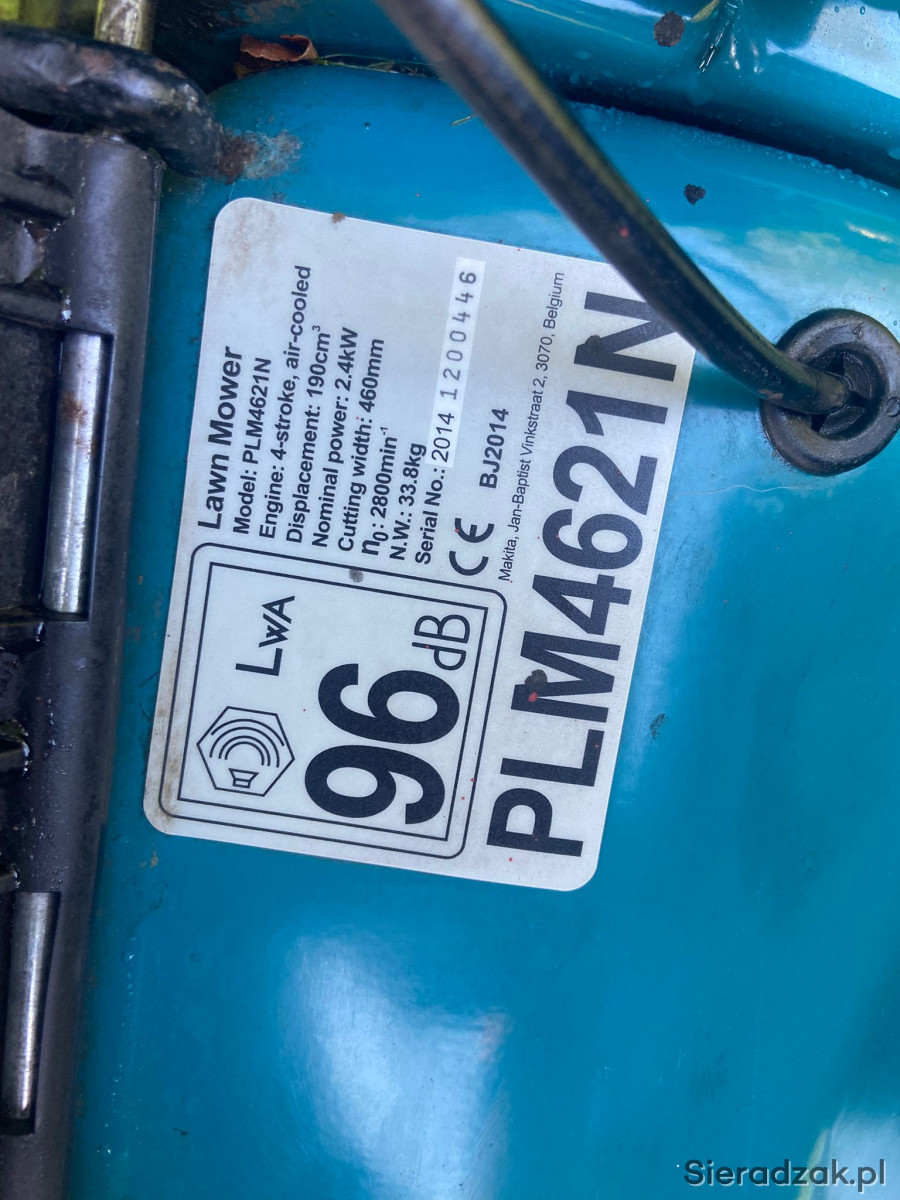 Lawn Mower
Model: PLM4621N
Engine: 4-stroke, air-cooled
Displacement: 190cm³
Nominal power: 2.4kW
Cutting width: 460mm
n₀: 2800min⁻¹
N.W.: 33.8kg
Serial No.: 2014 1200446
CE BJ2014
Makita, Jan-Baptist Vinkstraat 2, 3070, Belgium
LWA
96
dB
PLM4621N
Sieradzak.pl